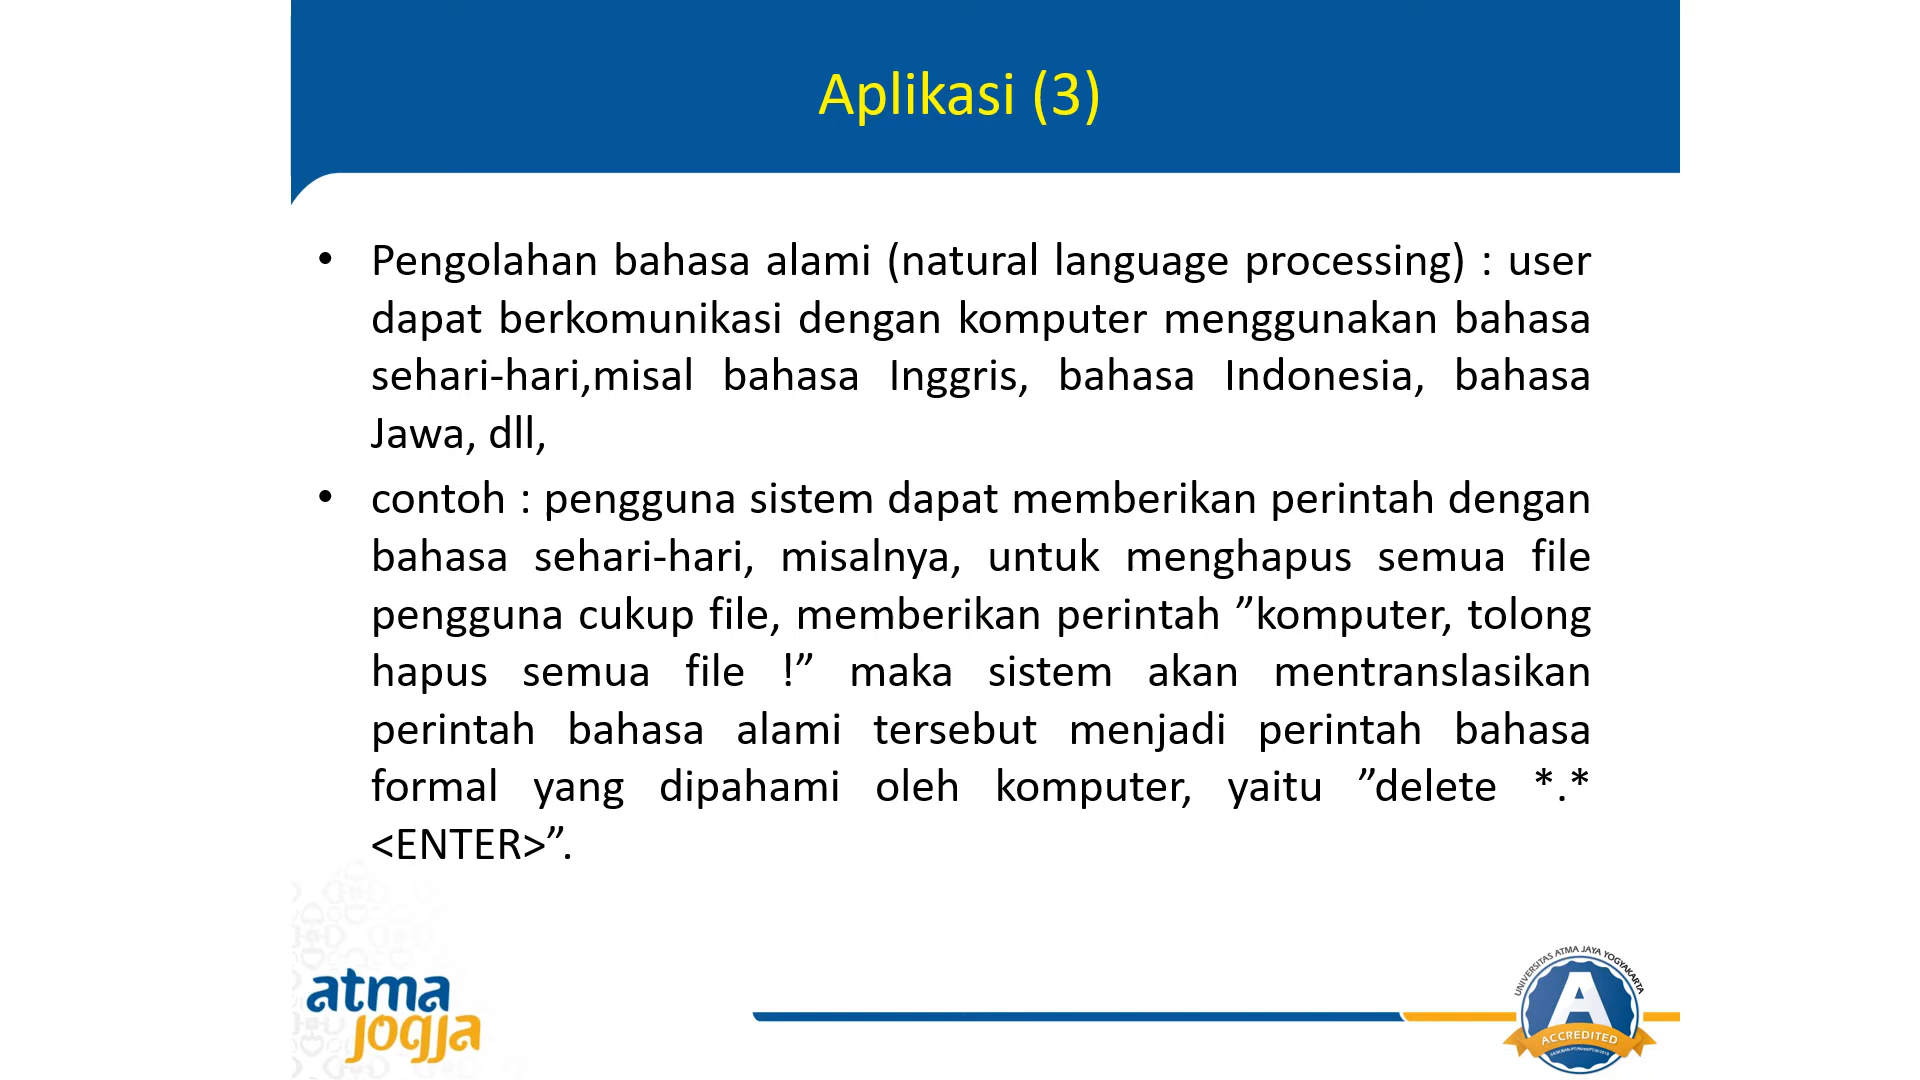 Aplikasi (3)
• Pengolahan bahasa alami (natural language processing) : user
dapat berkomunikasi dengan komputer menggunakan bahasa
sehari-hari,misal bahasa Inggris, bahasa Indonesia, bahasa
Jawa, dll,
• contoh : pengguna sistem dapat memberikan perintah dengan
bahasa sehari-hari, misalnya, untuk menghapus semua file
pengguna cukup file, memberikan perintah ”komputer, tolong
hapus semua file !” maka sistem akan mentranslasikan
perintah bahasa alami tersebut menjadi perintah bahasa
formal yang dipahami oleh komputer, yaitu ”delete *.*
<ENTER>”.
atma
jogja
UNIVERSITAS ATMA JAYA YOGYAKARTA
A
ACCREDITED